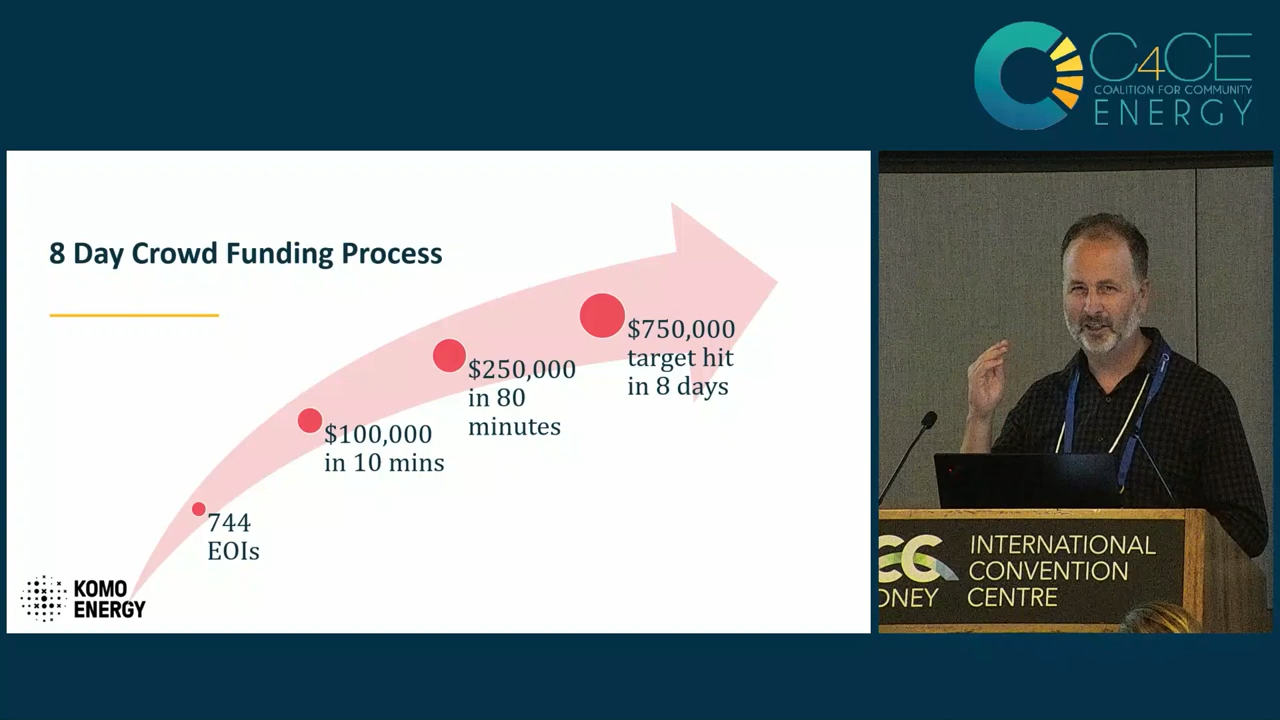 C4CE
COALITION FOR COMMUNITY
ENERGY
8 Day Crowd Funding Process
744
EOIs
$100,000
in 10 mins
$250,000
in 80
minutes
$750,000
target hit
in 8 days
KOMO
ENERGY
INTERNATIONAL
CONVENTION
CENTRE